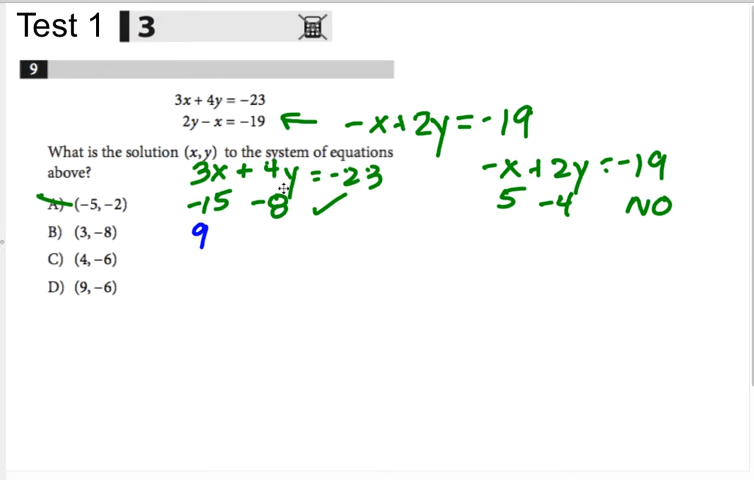 Test 1 3
9
3x + 4y = −23
2y − x = −19 ← -x+2y=-19
What is the solution (x, y) to the system of equations
above?
3x + 4y = -23 -x+2y=-19
A) (−5, −2) -15 -8 ✓ 5 -4 NO
B) (3, −8) 9
C) (4, −6)
D) (9, −6)